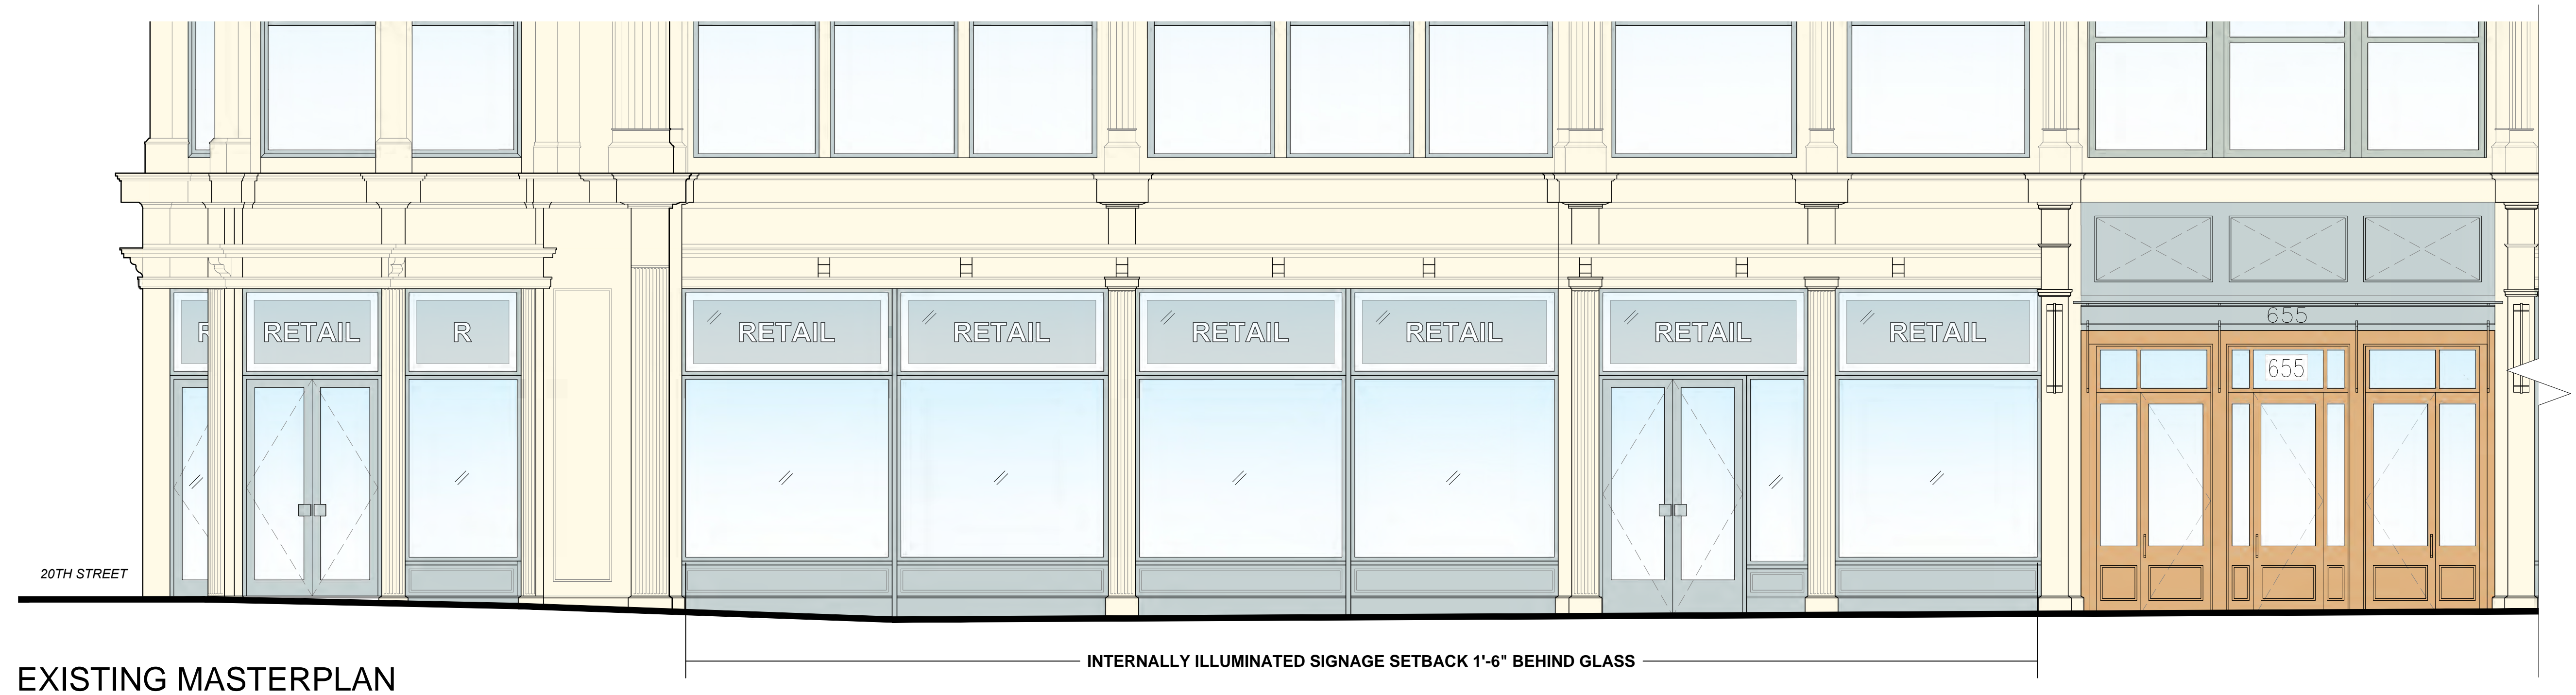 R RETAIL R RETAIL RETAIL RETAIL RETAIL RETAIL RETAIL
655
655
20TH STREET
INTERNALLY ILLUMINATED SIGNAGE SETBACK 1'-6" BEHIND GLASS
EXISTING MASTERPLAN